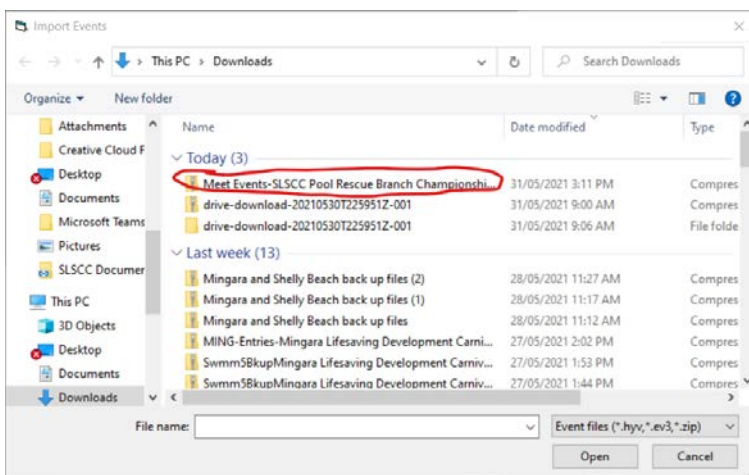 Import Events
This PC > Downloads
Search Downloads
Organize
New folder
Attachments
Creative Cloud F
Desktop
Documents
Microsoft Teams
Pictures
SLSCC Documer
This PC
3D Objects
Desktop
Documents
Downloads
Name Date modified Type
Today (3)
Meet Events-SLSCC Pool Rescue Branch Championshi... 31/05/2021 3:11 PM Compres
drive-download-20210530T225951Z-001 31/05/2021 9:00 AM Compres
drive-download-20210530T225951Z-001 31/05/2021 9:06 AM File folde
Last week (13)
Mingara and Shelly Beach back up files (2) 28/05/2021 11:27 AM Compres
Mingara and Shelly Beach back up files (1) 28/05/2021 11:17 AM Compres
Mingara and Shelly Beach back up files 28/05/2021 11:12 AM Compres
MING-Entries-Mingara Lifesaving Development Carni... 27/05/2021 2:02 PM Compres
Swmm5BkupMingara Lifesaving Development Carniv... 27/05/2021 1:53 PM Compres
Swmm5BkupMingara Lifesaving Development Carniv... 27/05/2021 1:44 PM Compres
File name:
Event files (*.hyv,*.ev3,*.zip)
Open
Cancel